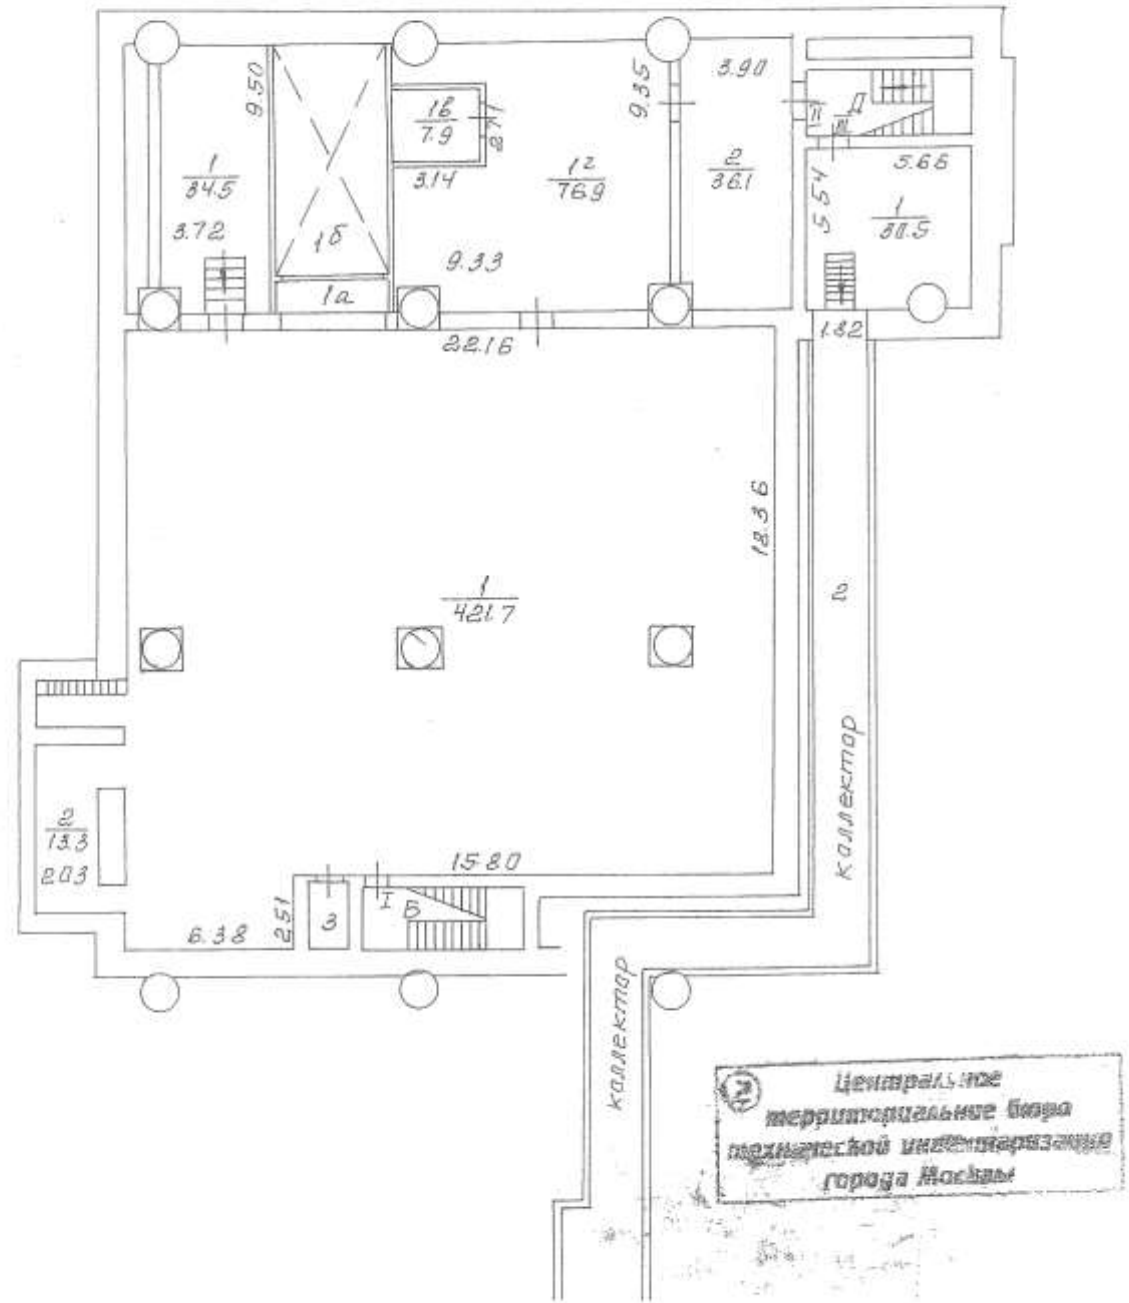 9.50
9.35
3.90
1в
7.9
2.71
Д
II
III
1
34.5
3.14
1г
76.9
2
36.1
5.54
5.66
1
30.5
3.72
1б
9.33
1а
22.16
1.82
18.36
1
421.7
2
коллектор
2
13.3
2.03
15.80
I
Б
3
2.51
6.38
коллектор
Центральное
территориальное бюро
технической инвентаризации
города Москвы